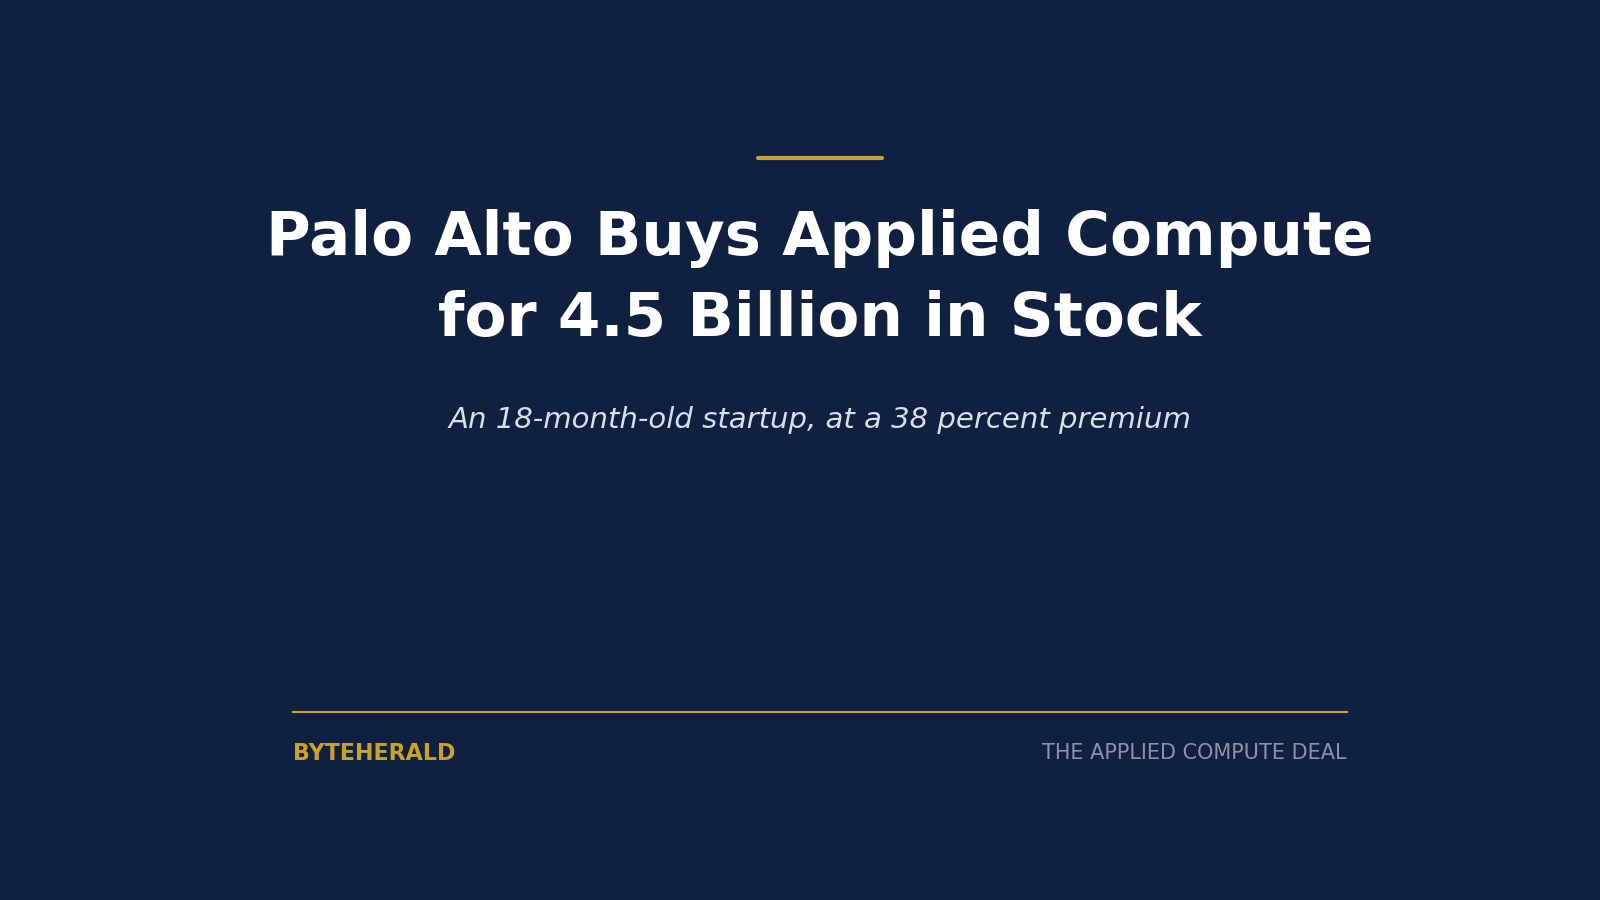 Palo Alto Buys Applied Compute
for 4.5 Billion in Stock
An 18-month-old startup, at a 38 percent premium
BYTEHERALD
THE APPLIED COMPUTE DEAL